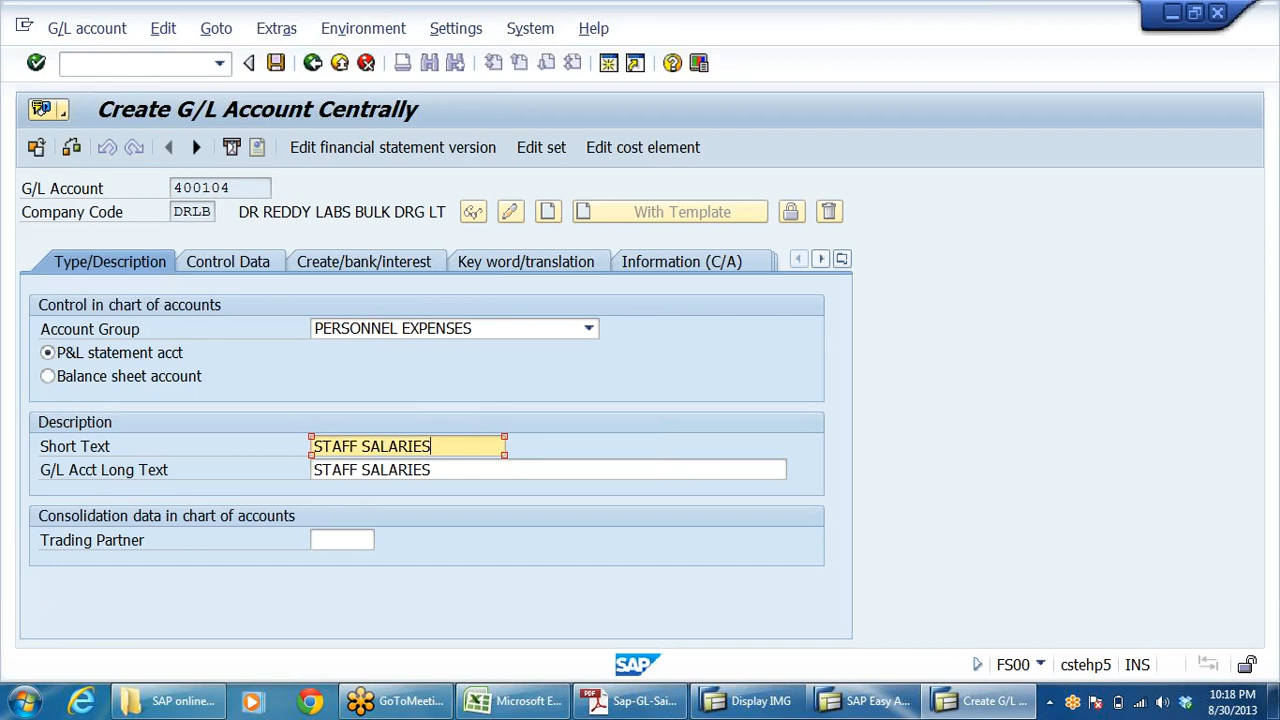 G/L account Edit Goto Extras Environment Settings System Help
Create G/L Account Centrally
Edit financial statement version Edit set Edit cost element
G/L Account 400104
Company Code DRLB DR REDDY LABS BULK DRG LT With Template
Type/Description Control Data Create/bank/interest Key word/translation Information (C/A)
Control in chart of accounts
Account Group PERSONNEL EXPENSES
P&L statement acct
Balance sheet account
Description
Short Text STAFF SALARIES
G/L Acct Long Text STAFF SALARIES
Consolidation data in chart of accounts
Trading Partner
SAP FS00 cstehp5 INS
SAP online... GoToMeeti... Microsoft E... PDF Sap-GL-Sai... Display IMG SAP Easy A... Create G/L ... 10:18 PM
8/30/2013